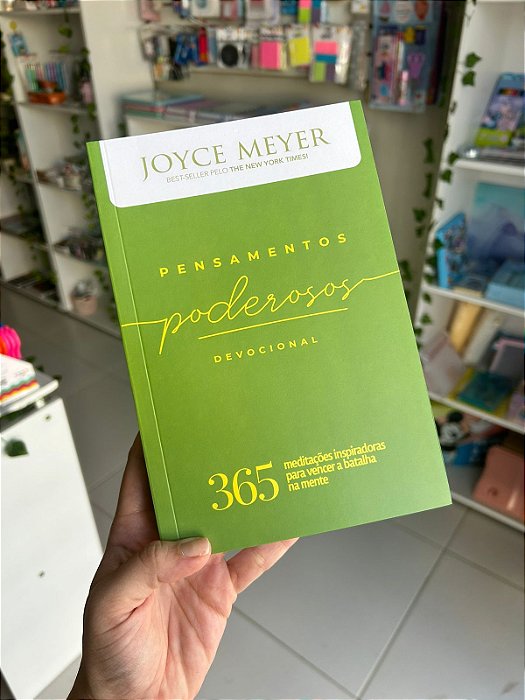 JOYCE MEYER
BEST-SELLER PELO THE NEW YORK TIMES!
PENSAMENTOS
poderosos
DEVOCIONAL
365 meditações inspiradoras
para vencer a batalha
na mente